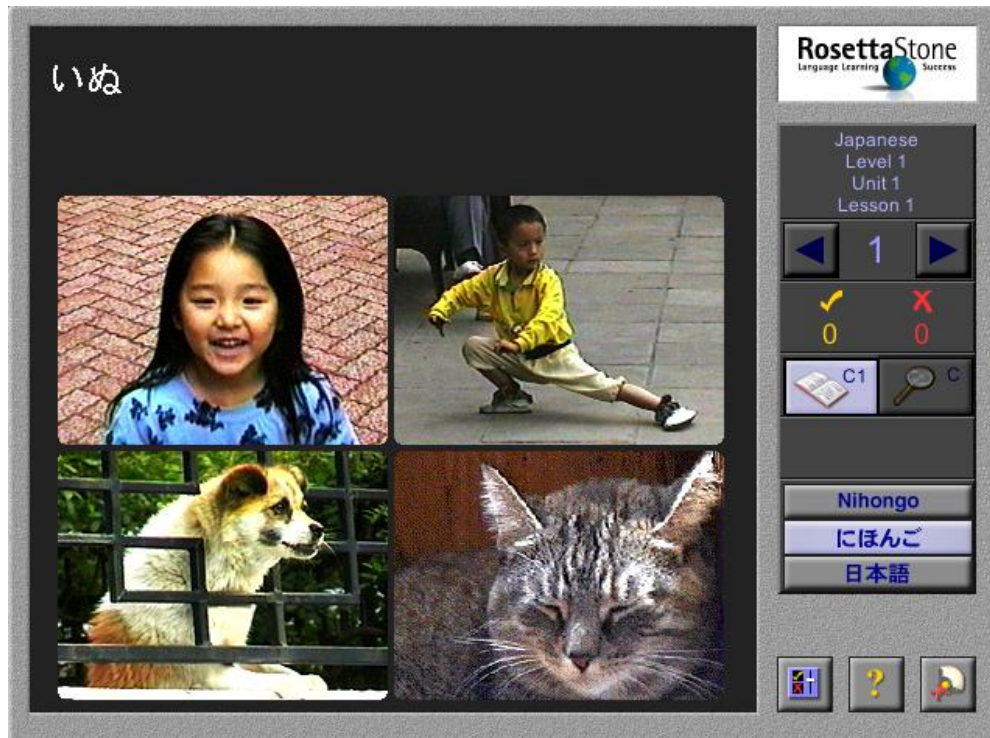 いぬ
RosettaStone
Language Learning Success
Japanese
Level 1
Unit 1
Lesson 1
1
0 0
C1 C
Nihongo
にほんご
日本語
?